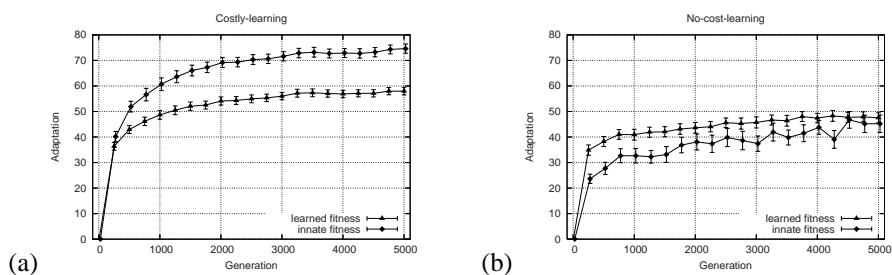 Costly-learning
80
70
60
50
40
30
20
10
0
Adaptation
0 1000 2000 3000 4000 5000
Generation
learned fitness
innate fitness
(a)
No-cost-learning
80
70
60
50
40
30
20
10
0
Adaptation
0 1000 2000 3000 4000 5000
Generation
learned fitness
innate fitness
(b)